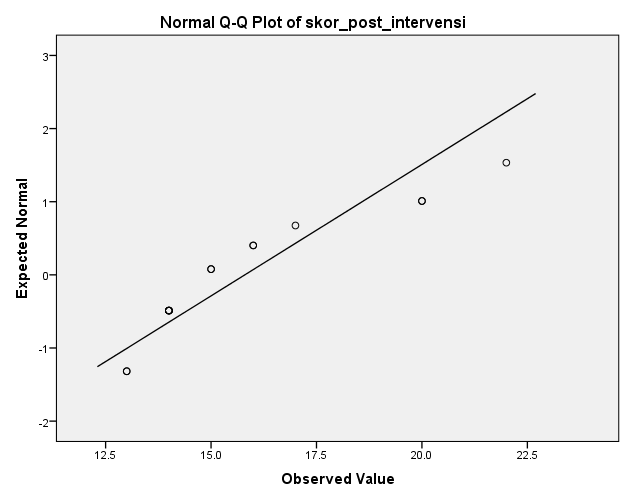 Normal Q-Q Plot of skor_post_intervensi
3
2
1
0
-1
-2
Expected Normal
12.5 15.0 17.5 20.0 22.5
Observed Value